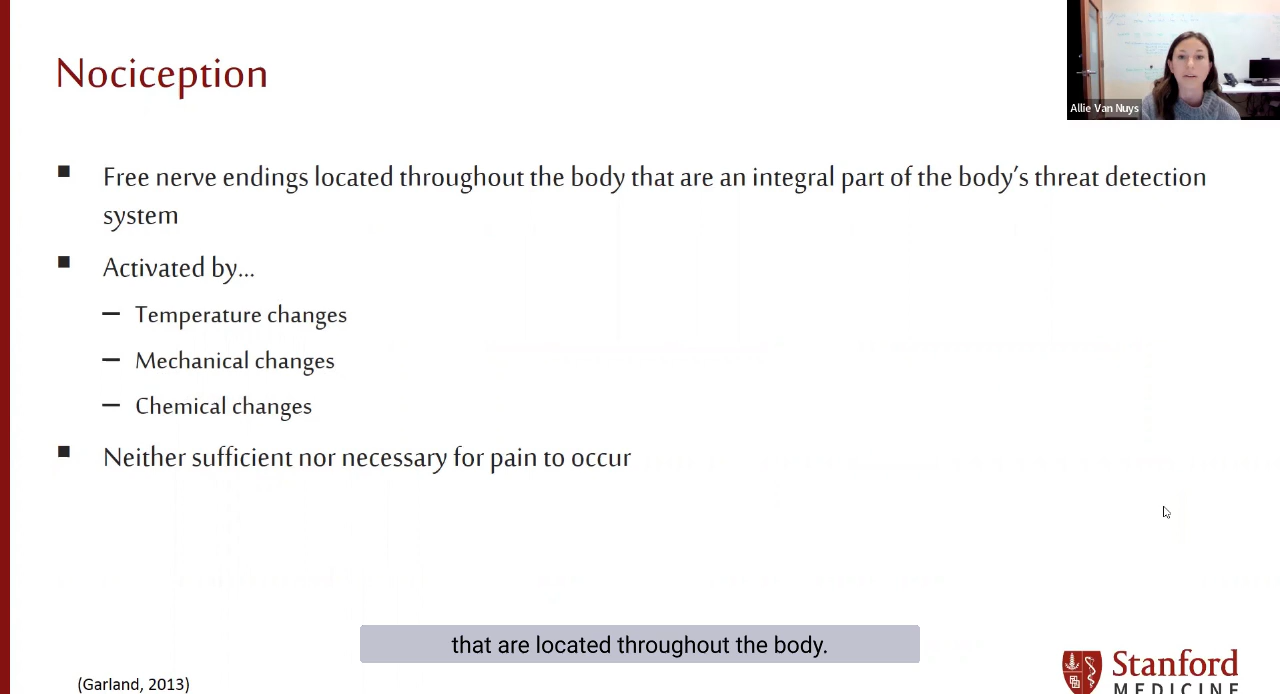 Nociception
Allie Van Nuys
■ Free nerve endings located throughout the body that are an integral part of the body’s threat detection
system
■ Activated by...
– Temperature changes
– Mechanical changes
– Chemical changes
■ Neither sufficient nor necessary for pain to occur
that are located throughout the body.
(Garland, 2013)
Stanford
MEDICINE